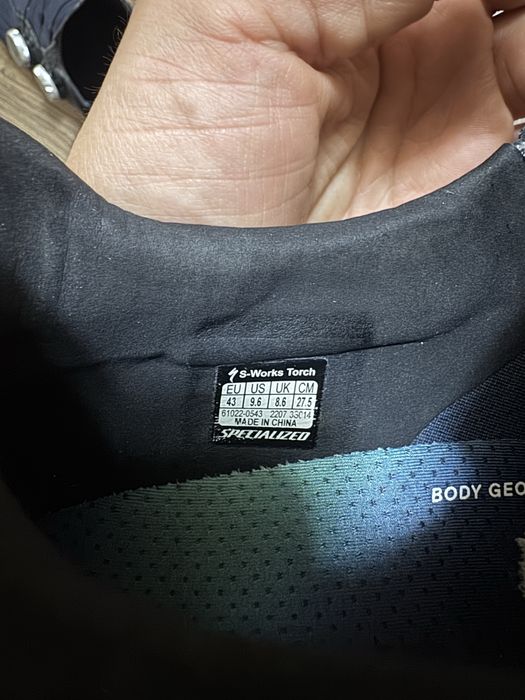 S-Works Torch
EU US UK CM
43 9.6 8.6 27.5
61022-0543 2207 33014
MADE IN CHINA
SPECIALIZED
BODY GEO